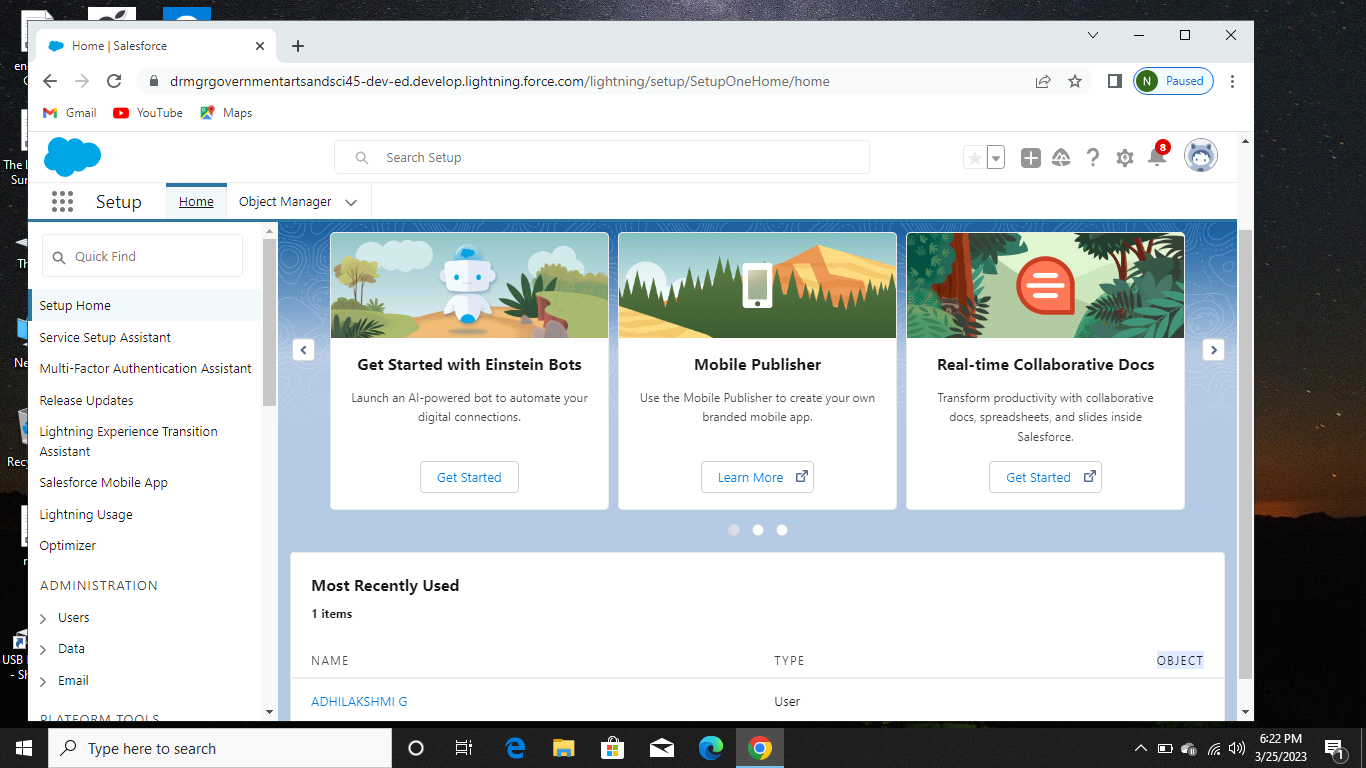 Home | Salesforce
drmgrgovernmentartsandsci45-dev-ed.develop.lightning.force.com/lightning/setup/SetupOneHome/home
N Paused
Gmail YouTube Maps
Search Setup
8
Setup Home Object Manager
Quick Find
Setup Home
Service Setup Assistant
Multi-Factor Authentication Assistant
Release Updates
Lightning Experience Transition
Assistant
Salesforce Mobile App
Lightning Usage
Optimizer
ADMINISTRATION
Users
Data
Email
PLATFORM TOOLS
Get Started with Einstein Bots
Launch an AI-powered bot to automate your
digital connections.
Get Started
Mobile Publisher
Use the Mobile Publisher to create your own
branded mobile app.
Learn More
Real-time Collaborative Docs
Transform productivity with collaborative
docs, spreadsheets, and slides inside
Salesforce.
Get Started
Most Recently Used
1 items
NAME TYPE OBJECT
ADHILAKSHMI G User
USB
- SH
Type here to search
6:22 PM
3/25/2023
1